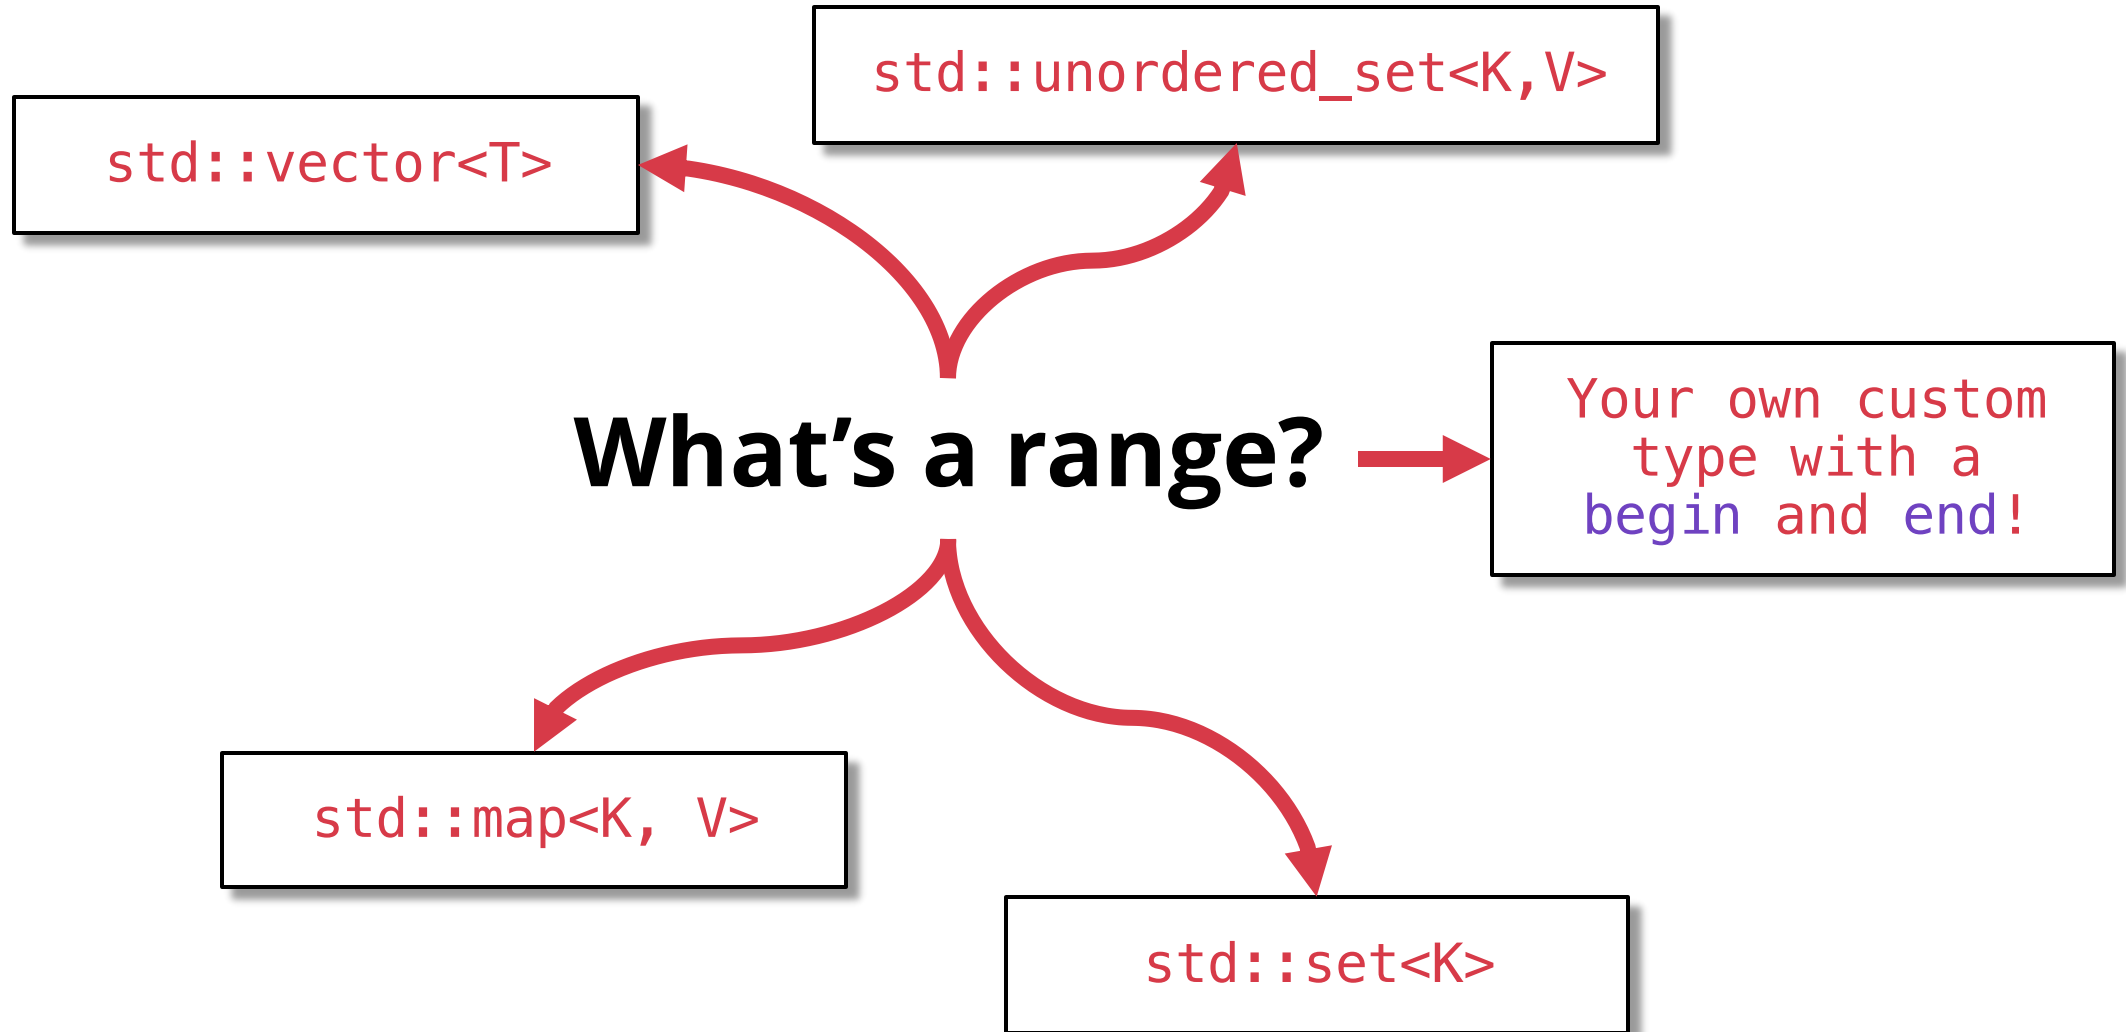 std::unordered_set<K,V>
std::vector<T>
What’s a range?
Your own custom
type with a
begin and end!
std::map<K, V>
std::set<K>